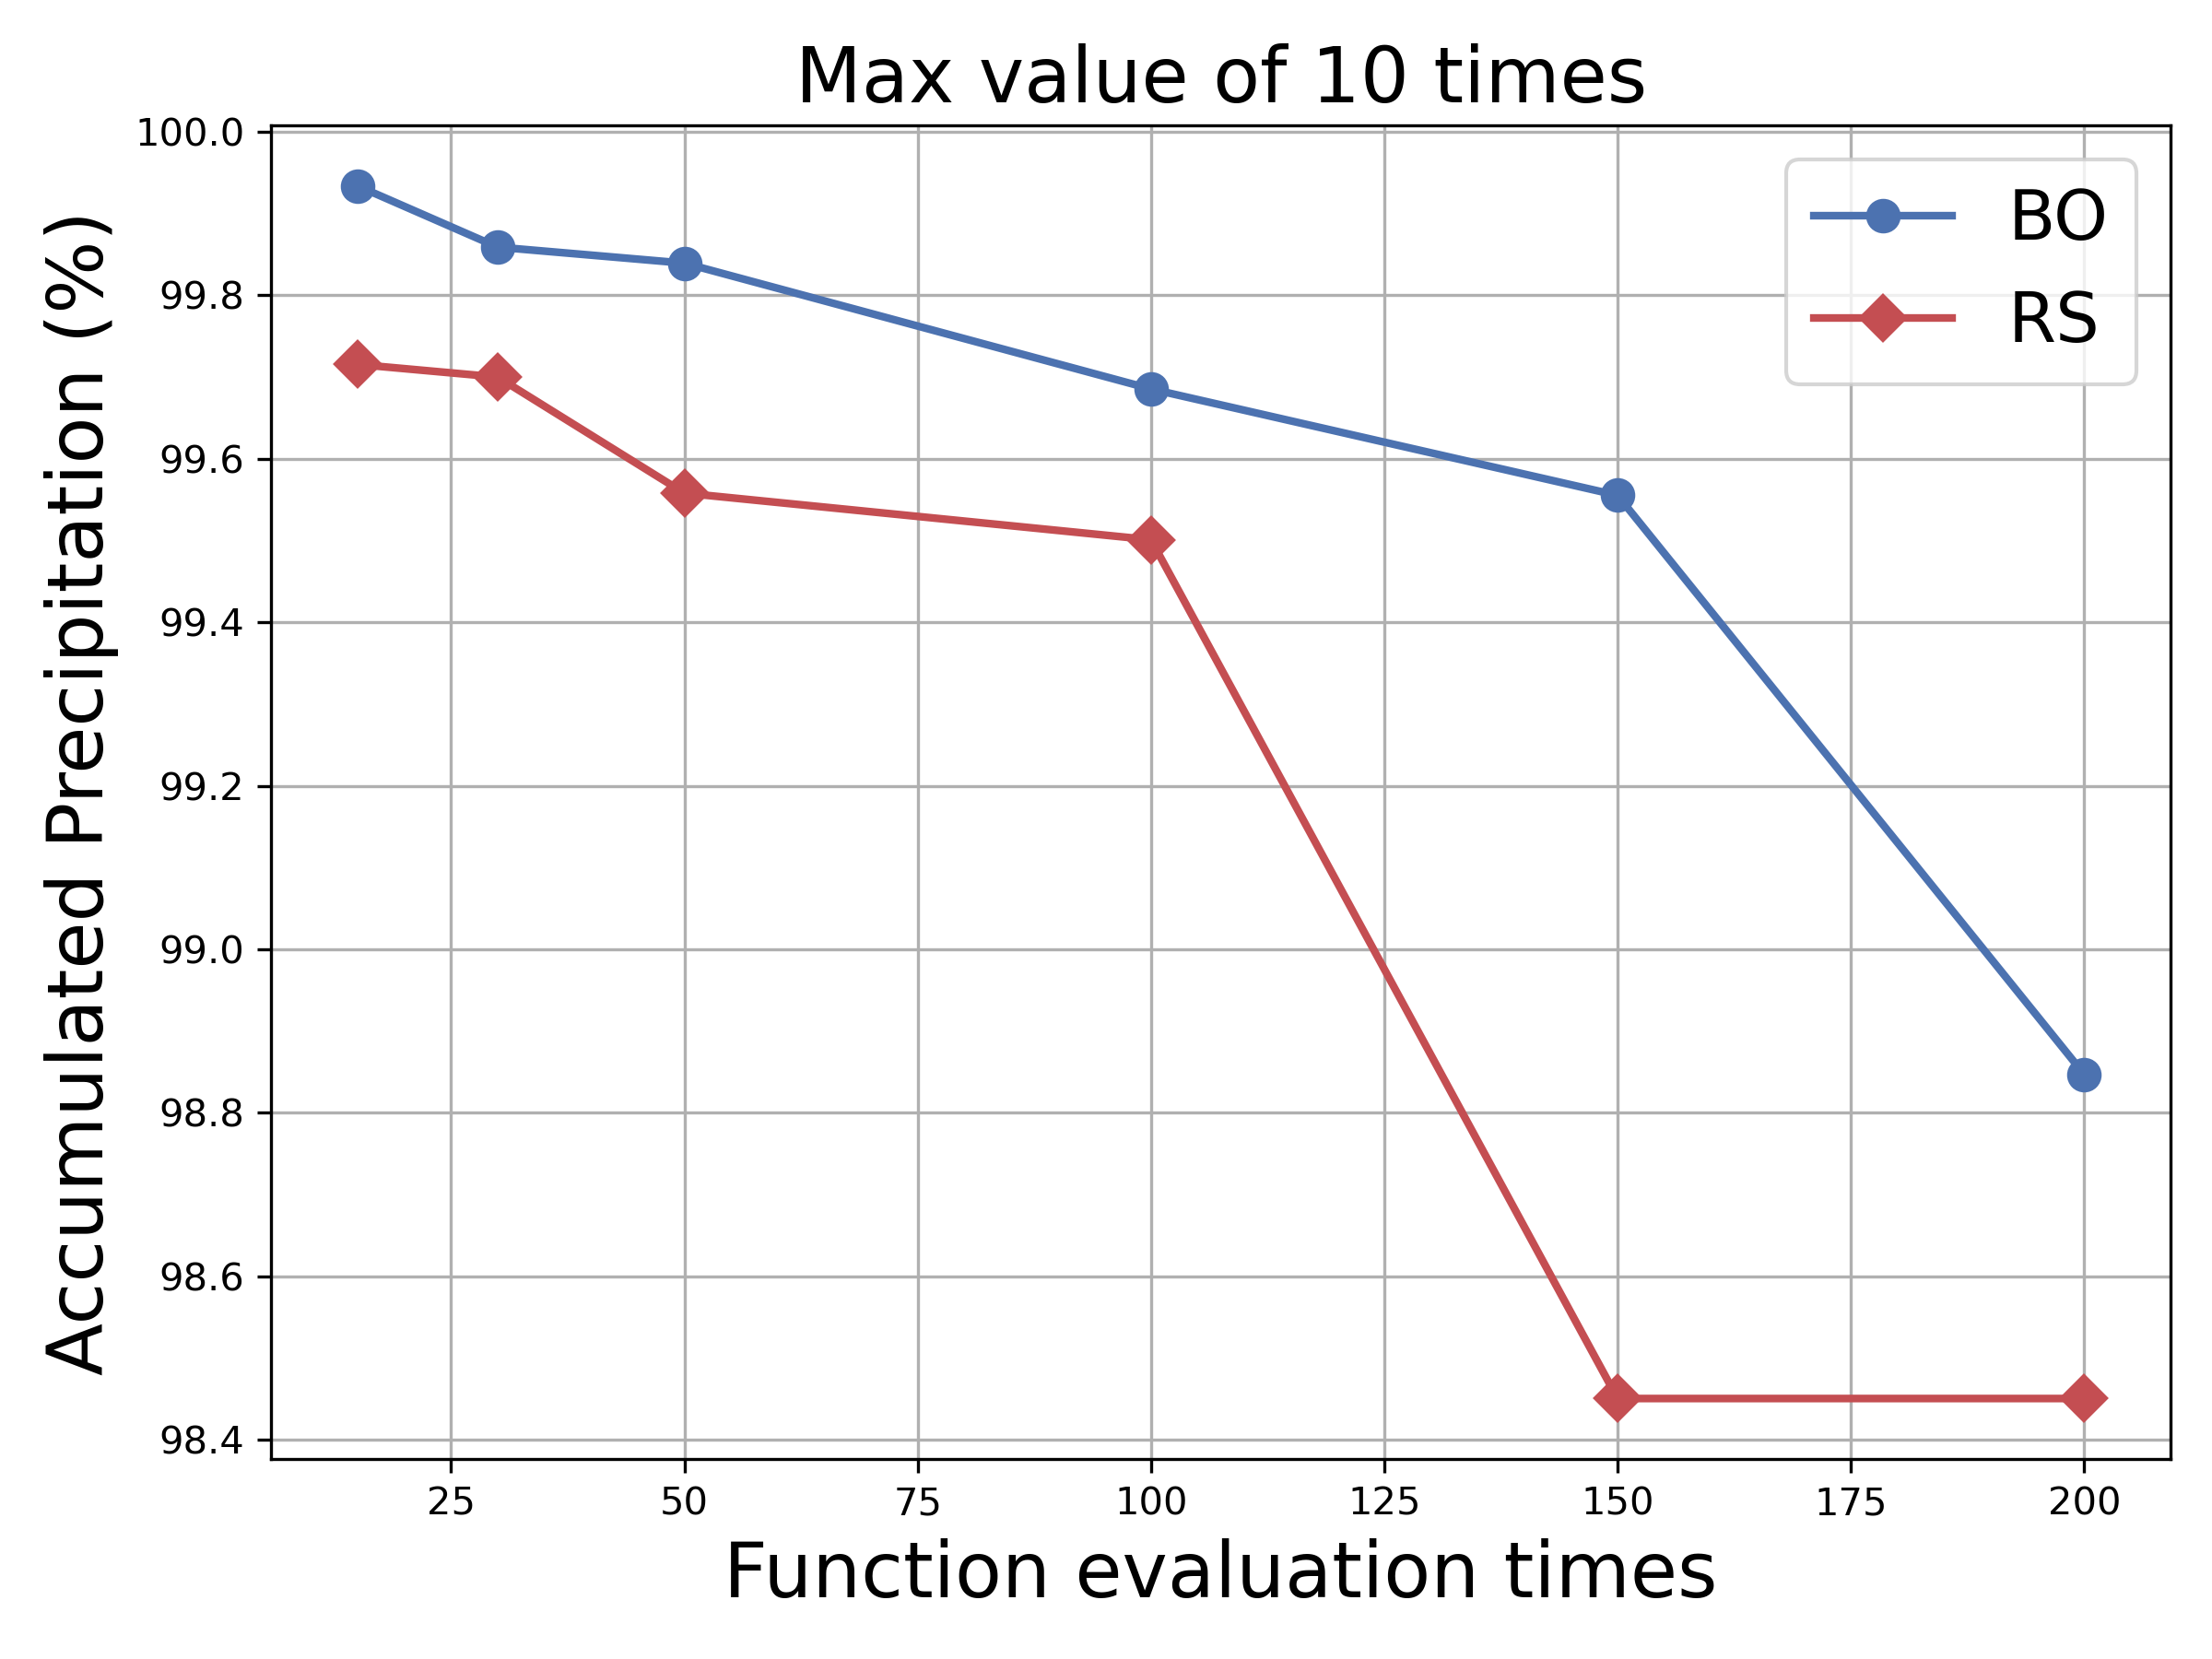 Max value of 10 times
BO
RS
Accumulated Precipitation (%)
100.0
99.8
99.6
99.4
99.2
99.0
98.8
98.6
98.4
25 50 75 100 125 150 175 200
Function evaluation times